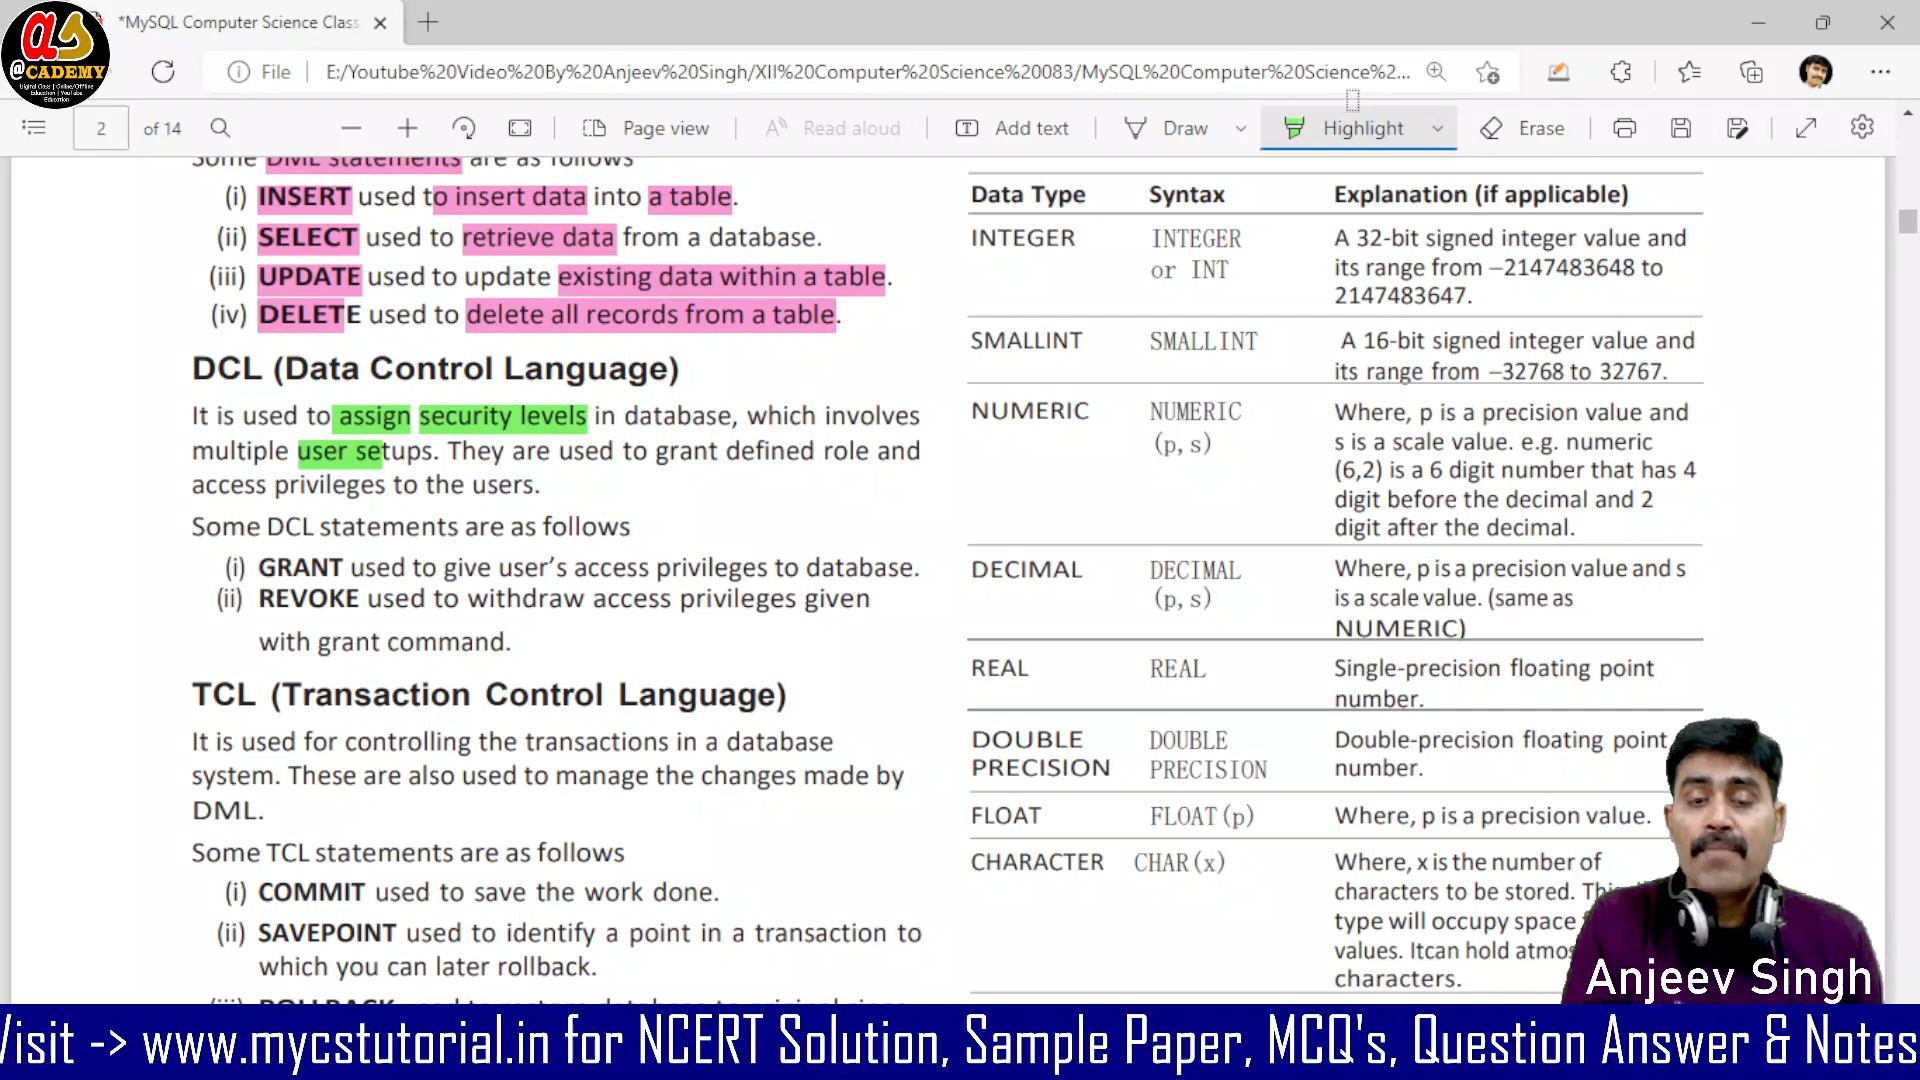 as
@CADEMY
Digital Class | Online/Offline
Education | YouTube
Education
*MySQL Computer Science Class
File
E:/Youtube%20Video%20By%20Anjeev%20Singh/XII%20Computer%20Science%20083/MySQL%20Computer%20Science%2...
2
of 14
Page view
Read aloud
Add text
Draw
Highlight
Erase
Some DML statements are as follows
(i) INSERT used to insert data into a table.
(ii) SELECT used to retrieve data from a database.
(iii) UPDATE used to update existing data within a table.
(iv) DELETE used to delete all records from a table.
DCL (Data Control Language)
It is used to assign security levels in database, which involves
multiple user setups. They are used to grant defined role and
access privileges to the users.
Some DCL statements are as follows
(i) GRANT used to give user's access privileges to database.
(ii) REVOKE used to withdraw access privileges given
with grant command.
TCL (Transaction Control Language)
It is used for controlling the transactions in a database
system. These are also used to manage the changes made by
DML.
Some TCL statements are as follows
(i) COMMIT used to save the work done.
(ii) SAVEPOINT used to identify a point in a transaction to
which you can later rollback.
Data Type Syntax Explanation (if applicable)
INTEGER INTEGER A 32-bit signed integer value and
or INT its range from −2147483648 to
2147483647.
SMALLINT SMALLINT A 16-bit signed integer value and
its range from −32768 to 32767.
NUMERIC NUMERIC Where, p is a precision value and
(p,s) s is a scale value. e.g. numeric
(6,2) is a 6 digit number that has 4
digit before the decimal and 2
digit after the decimal.
DECIMAL DECIMAL Where, p is a precision value and s
(p,s) is a scale value. (same as
NUMERIC)
REAL REAL Single-precision floating point
number.
DOUBLE DOUBLE Double-precision floating point
PRECISION PRECISION number.
FLOAT FLOAT(p) Where, p is a precision value.
CHARACTER CHAR(x) Where, x is the number of
characters to be stored.
type will occupy space
values. Itcan hold
characters.
Anjeev Singh
Visit -> www.mycstutorial.in for NCERT Solution, Sample Paper, MCQ's, Question Answer & Notes